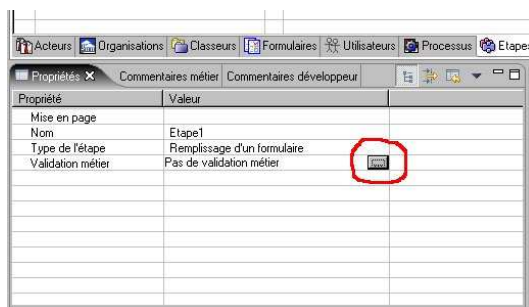 Acteurs Organisations Classeurs Formulaires Utilisateurs Processus Etape
Propriétés Commentaires métier Commentaires développeur
Propriété Valeur
Mise en page
Nom Etape1
Type de l'étape Remplissage d'un formulaire
Validation métier Pas de validation métier
...